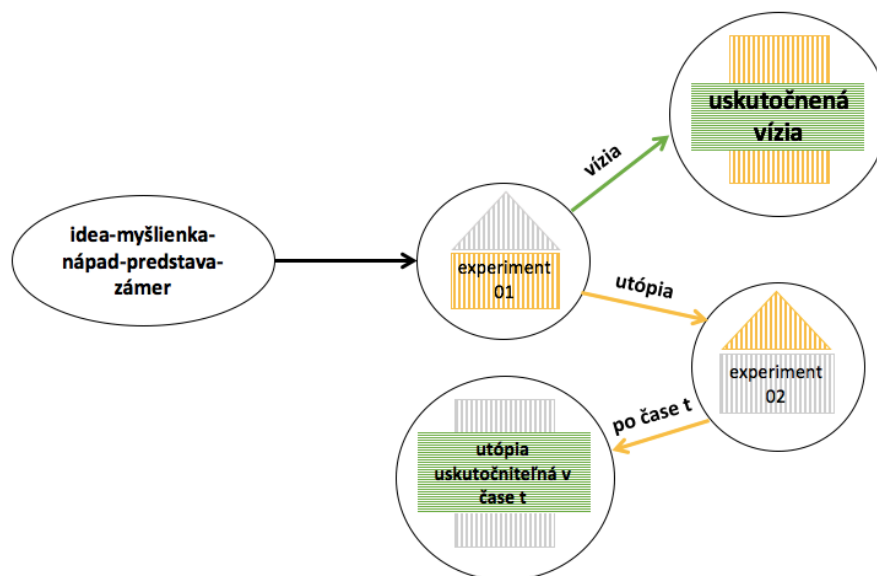 uskutočnená
vízia
vízia
idea-myšlienka-
nápad-predstava-
zámer
experiment
01
utópia
experiment
02
po čase t
utópia
uskutočniteľná v
čase t